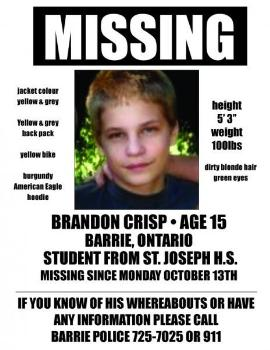 MISSING
jacket colour
yellow & grey
Yellow & grey
back pack
yellow bike
burgundy
American Eagle
hoodie
height
5' 3"
weight
100lbs
dirty blonde hair
green eyes
BRANDON CRISP • AGE 15
BARRIE, ONTARIO
STUDENT FROM ST. JOSEPH H.S.
MISSING SINCE MONDAY OCTOBER 13TH
IF YOU KNOW OF HIS WHEREABOUTS OR HAVE
ANY INFORMATION PLEASE CALL
BARRIE POLICE 725-7025 OR 911